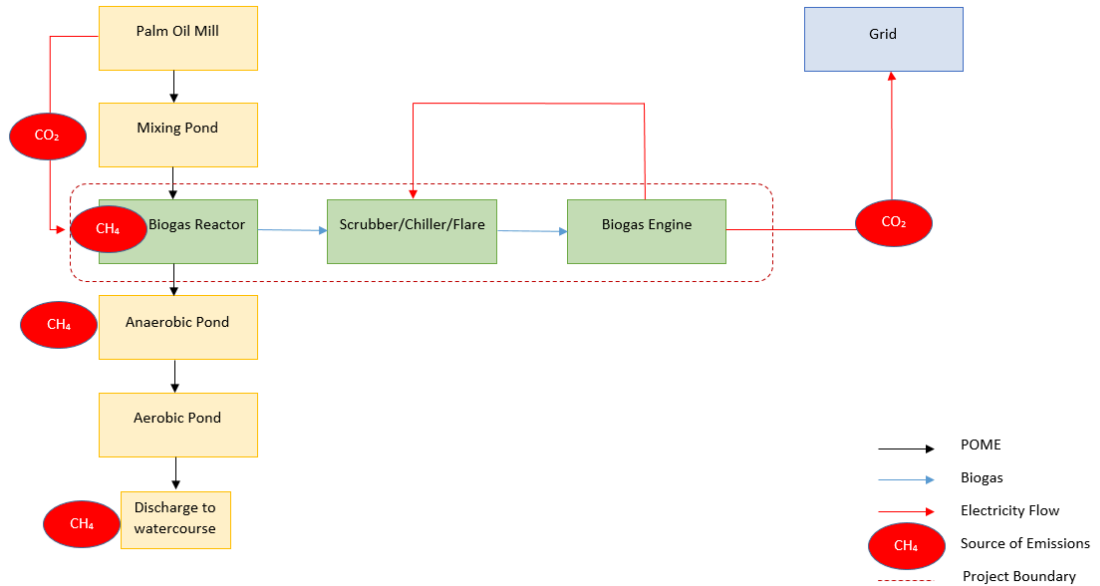 Palm Oil Mill
Grid
CO₂
Mixing Pond
CH₄
Biogas Reactor
Scrubber/Chiller/Flare
Biogas Engine
CO₂
CH₄
Anaerobic Pond
Aerobic Pond
CH₄
Discharge to
watercourse
POME
Biogas
Electricity Flow
CH₄
Source of Emissions
Project Boundary